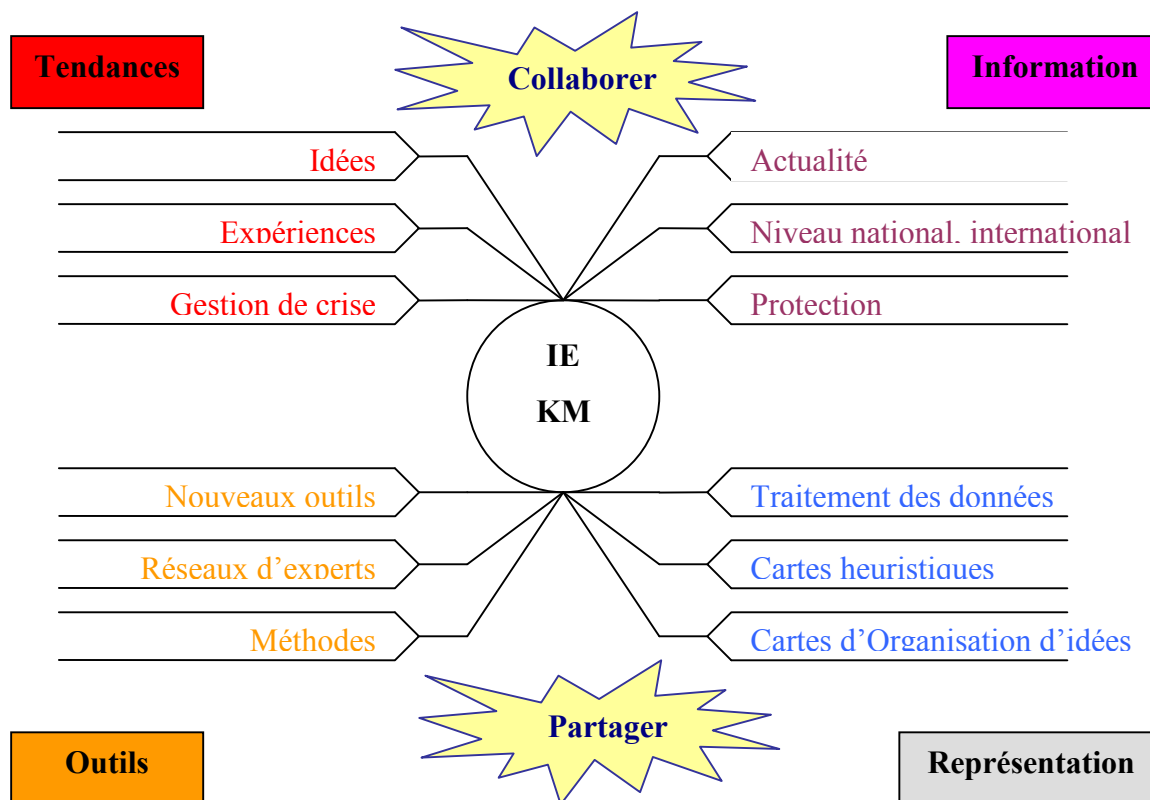 Tendances
Collaborer
Information
Idées
Actualité
Expériences
Niveau national, international
Gestion de crise
Protection
IE
KM
Nouveaux outils
Traitement des données
Réseaux d’experts
Cartes heuristiques
Méthodes
Cartes d’Organisation d’idées
Partager
Outils
Représentation